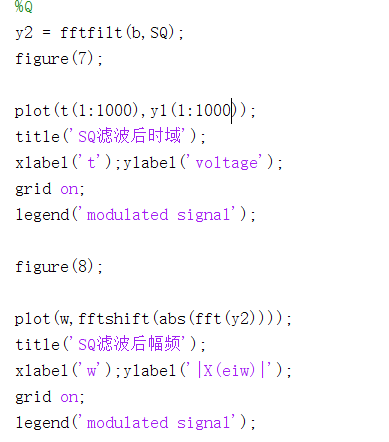 %Q
y2 = fftfilt(b,SQ);
figure(7);
plot(t(1:1000),y1(1:1000));
title('SQ滤波后时域');
xlabel('t');ylabel('voltage');
grid on;
legend('modulated signal');
figure(8);
plot(w,fftshift(abs(fft(y2))));
title('SQ滤波后幅频');
xlabel('w');ylabel('|X(eiw)|');
grid on;
legend('modulated signal');